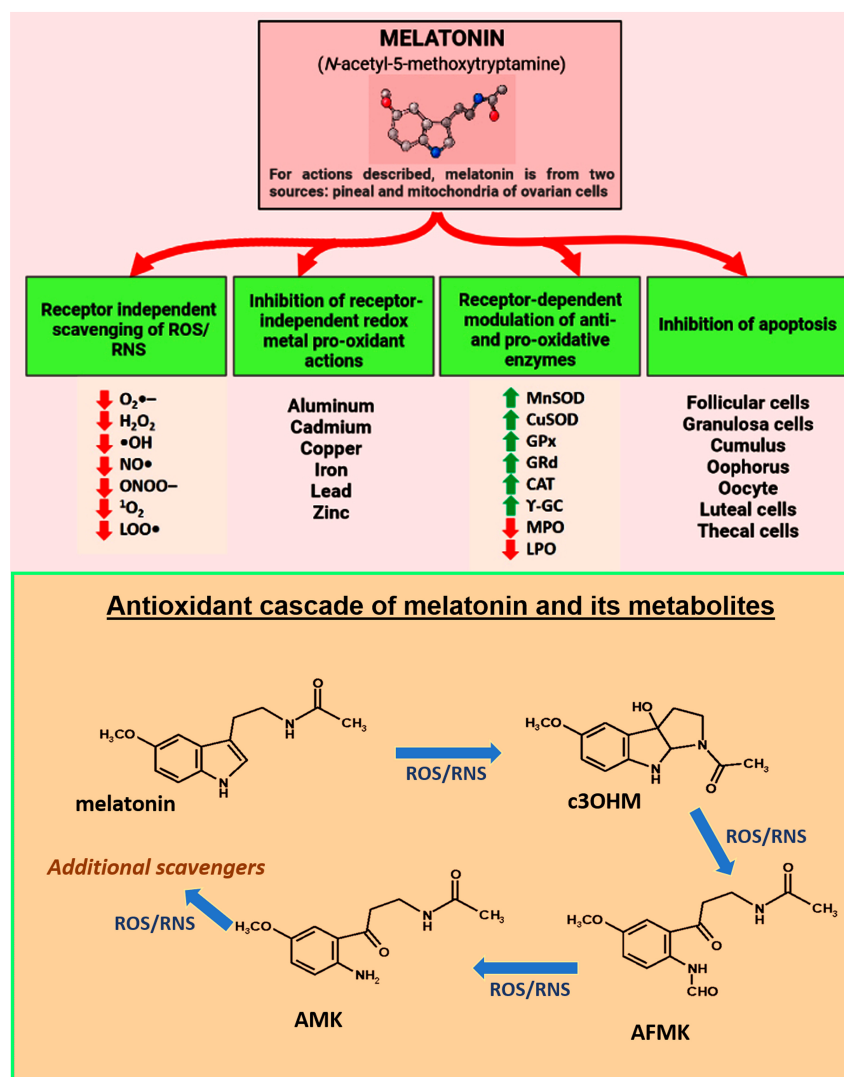 MELATONIN
(N-acetyl-5-methoxytryptamine)
For actions described, melatonin is from two
sources: pineal and mitochondria of ovarian cells
Receptor independent
scavenging of ROS/
RNS
O₂•–
H₂O₂
•OH
NO•
ONOO–
¹O₂
LOO•
Inhibition of receptor-
independent redox
metal pro-oxidant
actions
Aluminum
Cadmium
Copper
Iron
Lead
Zinc
Receptor-dependent
modulation of anti-
and pro-oxidative
enzymes
MnSOD
CuSOD
GPx
GRd
CAT
Y-GC
MPO
LPO
Inhibition of apoptosis
Follicular cells
Granulosa cells
Cumulus
Oophorus
Oocyte
Luteal cells
Thecal cells
Antioxidant cascade of melatonin and its metabolites
O
H₃CO
N
H
CH₃
N
H
melatonin
ROS/RNS
HO
H₃CO
N
N
H
O
CH₃
c3OHM
ROS/RNS
O
H₃CO
N
H
CH₃
O
NH
CHO
AFMK
ROS/RNS
O
H₃CO
N
H
CH₃
O
NH₂
AMK
ROS/RNS
Additional scavengers